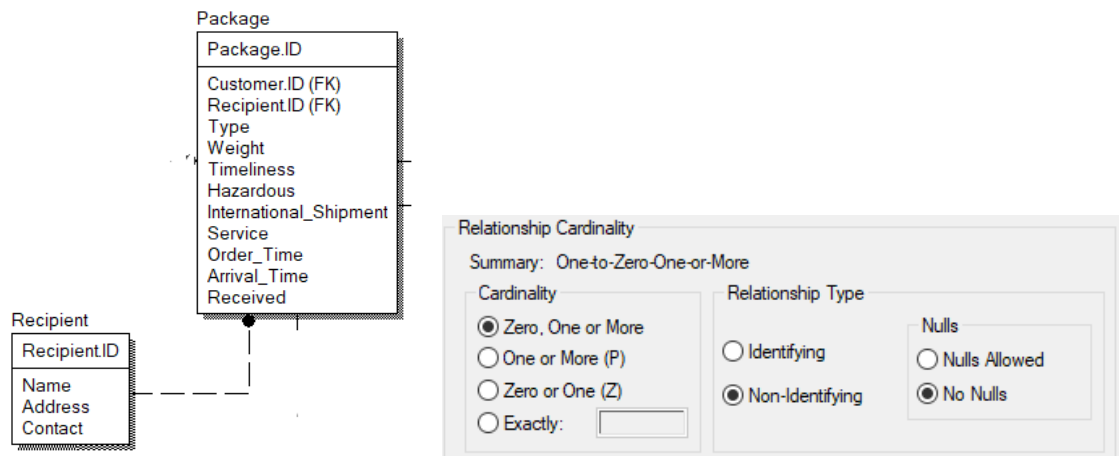 Package
Package.ID
Customer.ID (FK)
Recipient.ID (FK)
Type
Weight
Timeliness
Hazardous
International_Shipment
Service
Order_Time
Arrival_Time
Received
Recipient
Recipient.ID
Name
Address
Contact
Relationship Cardinality
Summary: One-to-Zero-One-or-More
Cardinality
Zero, One or More
One or More (P)
Zero or One (Z)
Exactly:
Relationship Type
Identifying
Non-Identifying
Nulls
Nulls Allowed
No Nulls